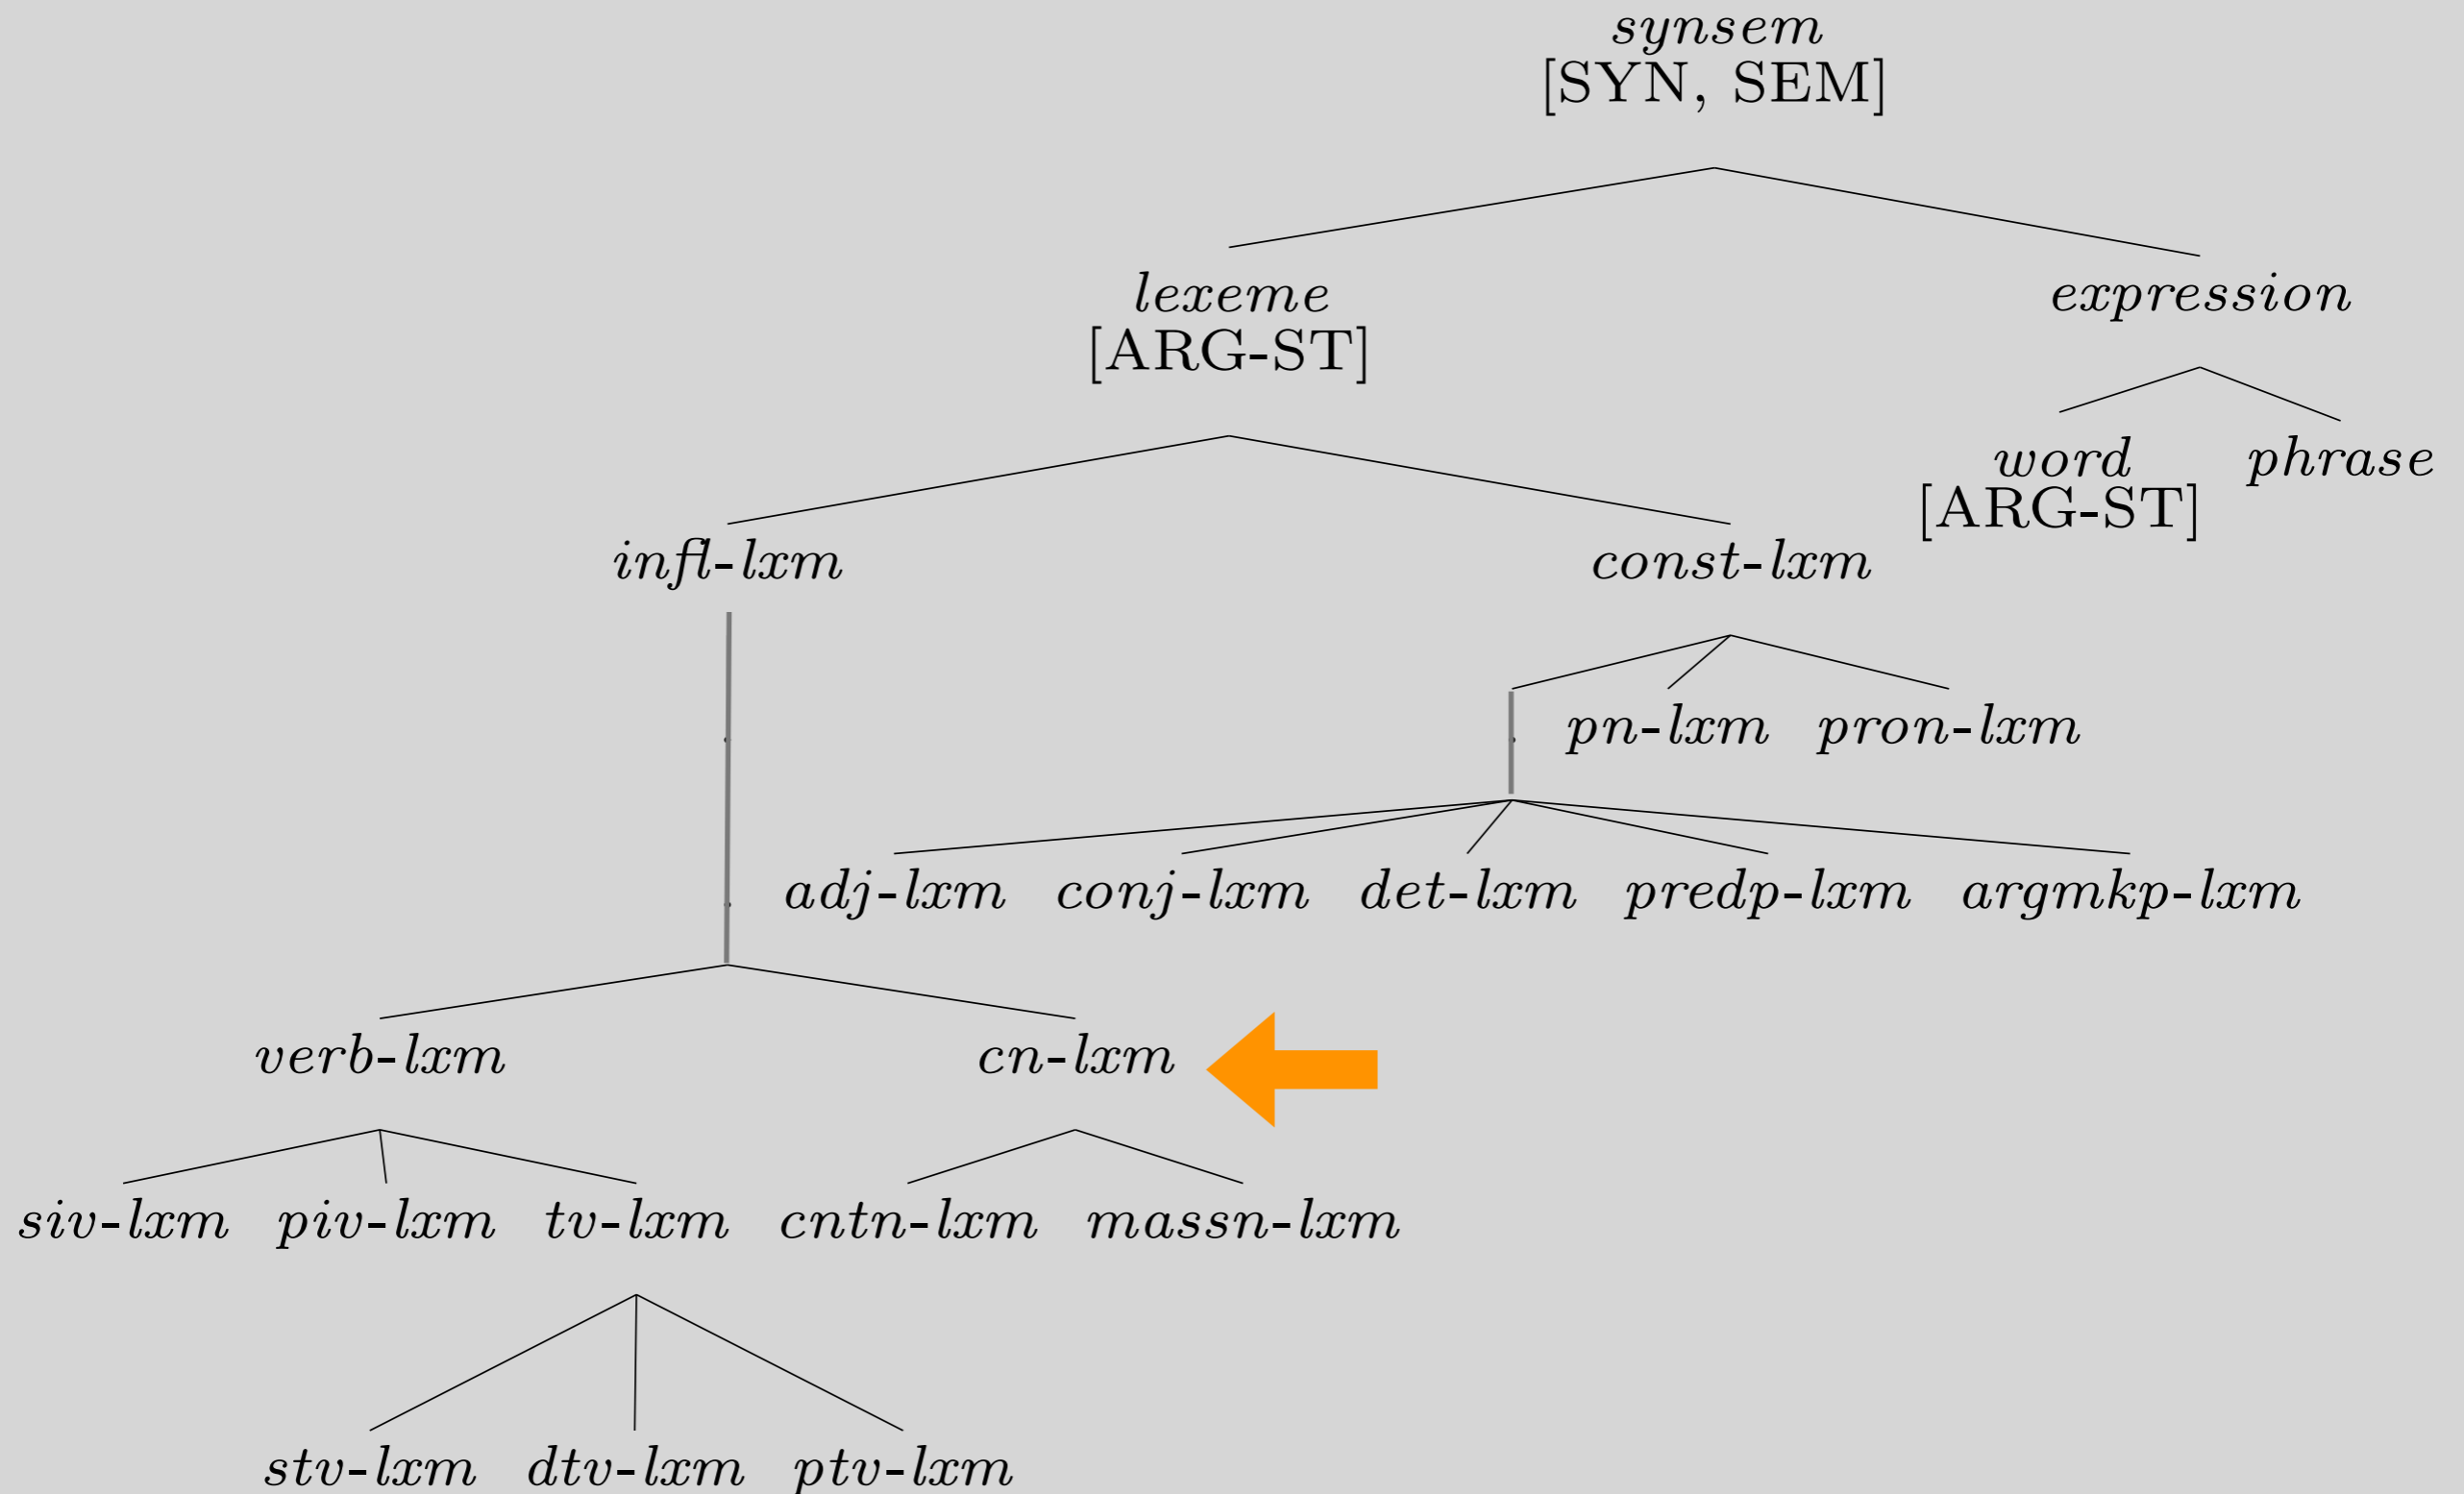 synsem
[SYN, SEM]
lexeme
[ARG-ST]
expression
infl-lxm
const-lxm
word
[ARG-ST]
phrase
pn-lxm
pron-lxm
adj-lxm
conj-lxm
det-lxm
predp-lxm
argmkp-lxm
verb-lxm
cn-lxm
siv-lxm
piv-lxm
tv-lxm
cntn-lxm
massn-lxm
stv-lxm
dtv-lxm
ptv-lxm